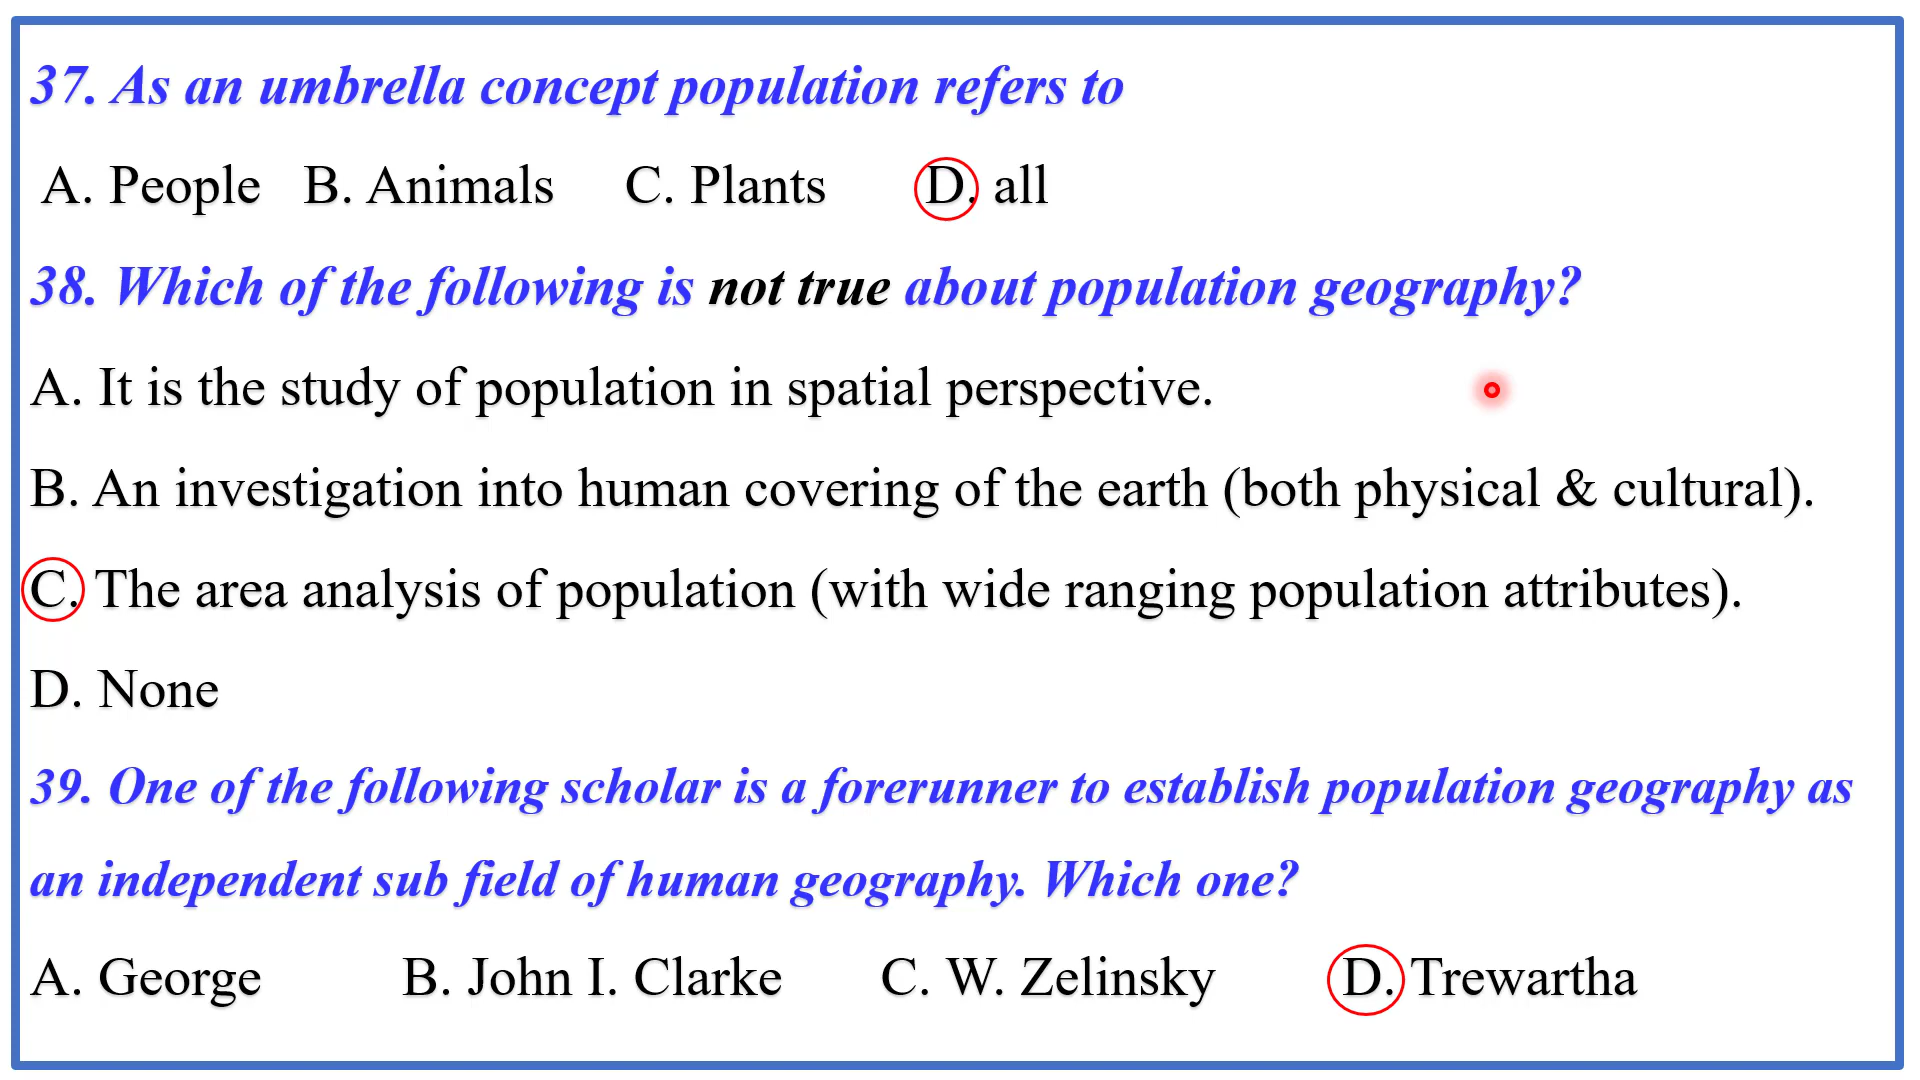 37. As an umbrella concept population refers to
A. People B. Animals C. Plants D. all
38. Which of the following is not true about population geography?
A. It is the study of population in spatial perspective.
B. An investigation into human covering of the earth (both physical & cultural).
C. The area analysis of population (with wide ranging population attributes).
D. None
39. One of the following scholar is a forerunner to establish population geography as
an independent sub field of human geography. Which one?
A. George B. John I. Clarke C. W. Zelinsky D. Trewartha